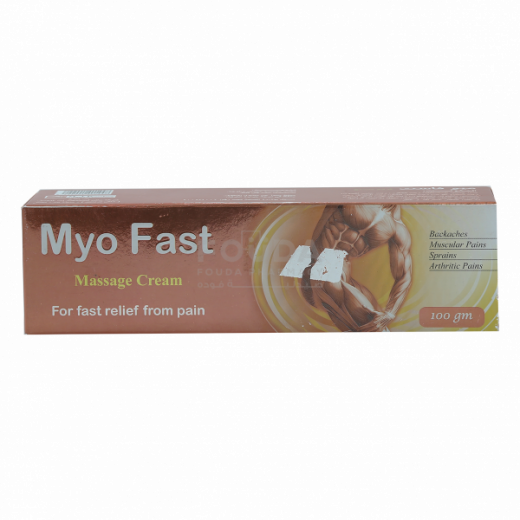 Myo Fast
Massage Cream
For fast relief from pain
Backaches
Muscular Pains
Sprains
Arthritic Pains
100 gm